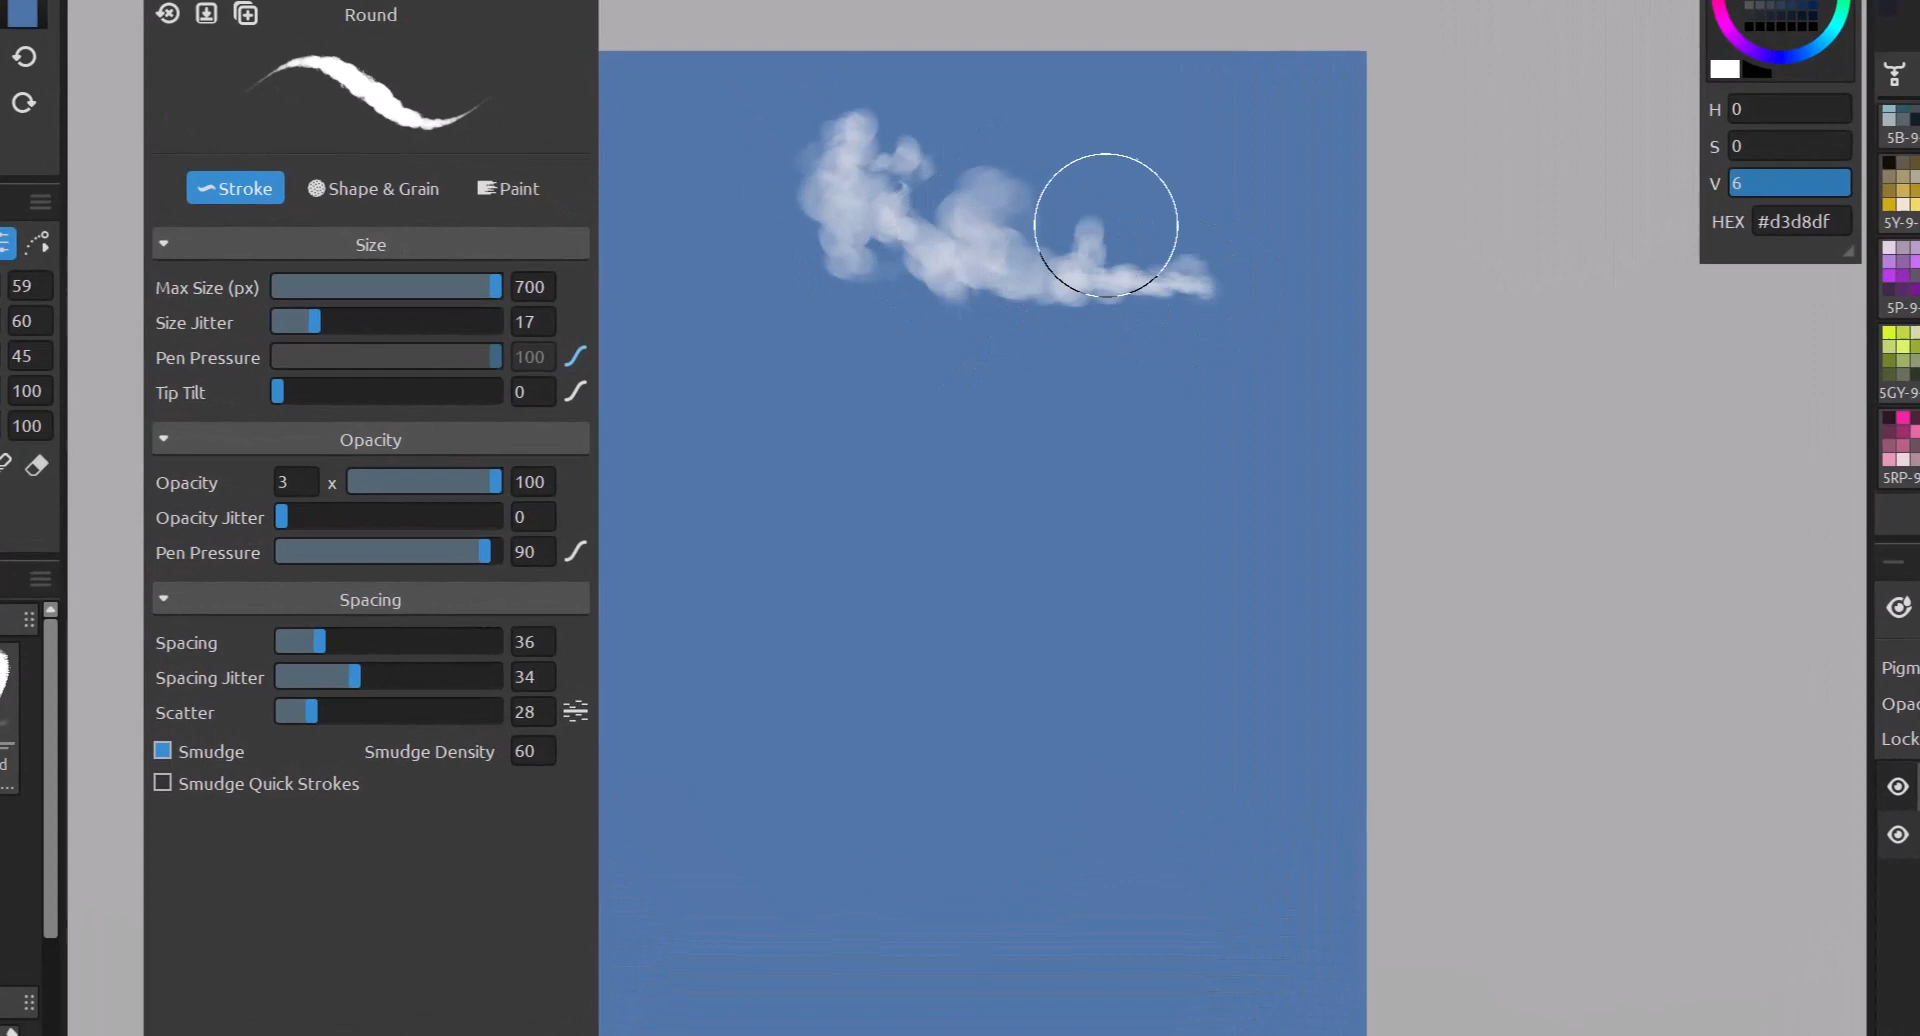 Round
Stroke Shape & Grain Paint
Size
Max Size (px) 700
Size Jitter 17
Pen Pressure 100
Tip Tilt 0
Opacity
Opacity 3 x 100
Opacity Jitter 0
Pen Pressure 90
Spacing
Spacing 36
Spacing Jitter 34
Scatter 28
Smudge Smudge Density 60
Smudge Quick Strokes
59
60
45
100
100
d
...
H 0
S 0
V 6
HEX #d3d8df
5B-9-
5Y-9-
5P-9-
5GY-9-
5RP-9-
Pigm
Opac
Lock